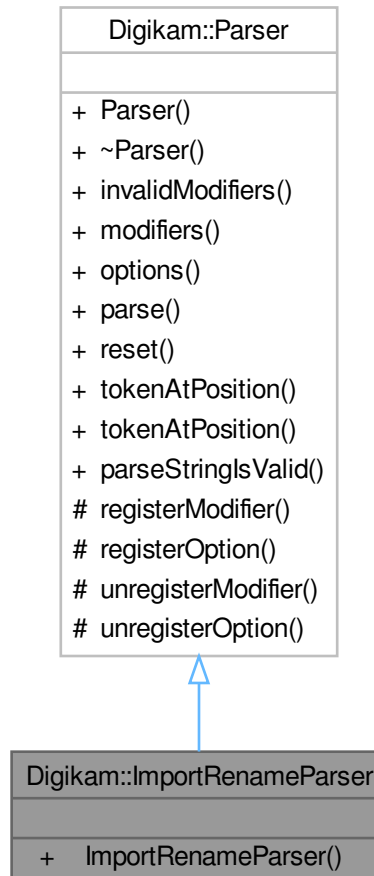 Digikam::Parser
+ Parser()
+ ~Parser()
+ invalidModifiers()
+ modifiers()
+ options()
+ parse()
+ reset()
+ tokenAtPosition()
+ tokenAtPosition()
+ parseStringIsValid()
# registerModifier()
# registerOption()
# unregisterModifier()
# unregisterOption()
Digikam::ImportRenameParser
+ ImportRenameParser()